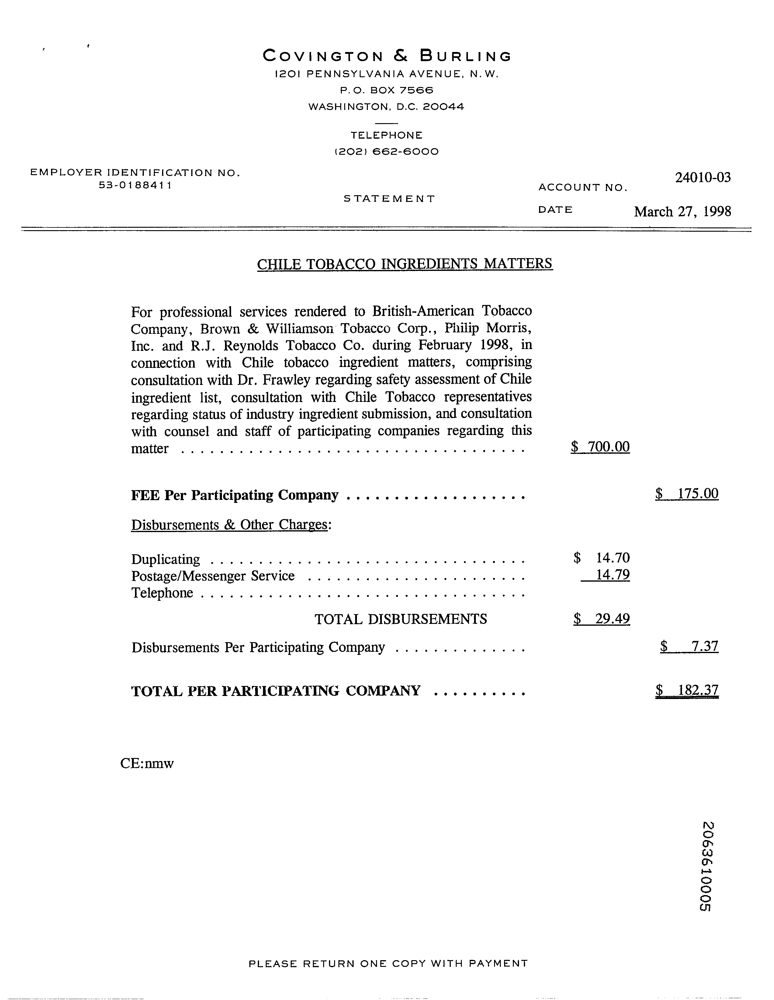 COVINGTON & BURLING
1201 PENNSYLVANIA AVENUE, N.W.
P.O. BOX 7566
WASHINGTON, D.C. 20044
TELEPHONE
(202) 662-6000
EMPLOYER IDENTIFICATION NO.
53-0188411
STATEMENT
ACCOUNT NO. 24010-03
DATE March 27, 1998
CHILE TOBACCO INGREDIENTS MATTERS
For professional services rendered to British-American Tobacco
Company, Brown & Williamson Tobacco Corp., Philip Morris,
Inc. and R.J. Reynolds Tobacco Co. during February 1998, in
connection with Chile tobacco ingredient matters, comprising
consultation with Dr. Frawley regarding safety assessment of Chile
ingredient list, consultation with Chile Tobacco representatives
regarding status of industry ingredient submission, and consultation
with counsel and staff of participating companies regarding this
matter . . . . . . . . . . . . . . . . . . . . . . . . . . . . . . . . . . . $ 700.00
FEE Per Participating Company . . . . . . . . . . . . . . . . . . . $ 175.00
Disbursements & Other Charges:
Duplicating . . . . . . . . . . . . . . . . . . . . . . . . . . . . . . . . . $ 14.70
Postage/Messenger Service . . . . . . . . . . . . . . . . . . . . . . . 14.79
Telephone . . . . . . . . . . . . . . . . . . . . . . . . . . . . . . . . . .
TOTAL DISBURSEMENTS $ 29.49
Disbursements Per Participating Company . . . . . . . . . . . . . . $ 7.37
TOTAL PER PARTICIPATING COMPANY . . . . . . . . . . $ 182.37
CE:nmw
2063610005
PLEASE RETURN ONE COPY WITH PAYMENT